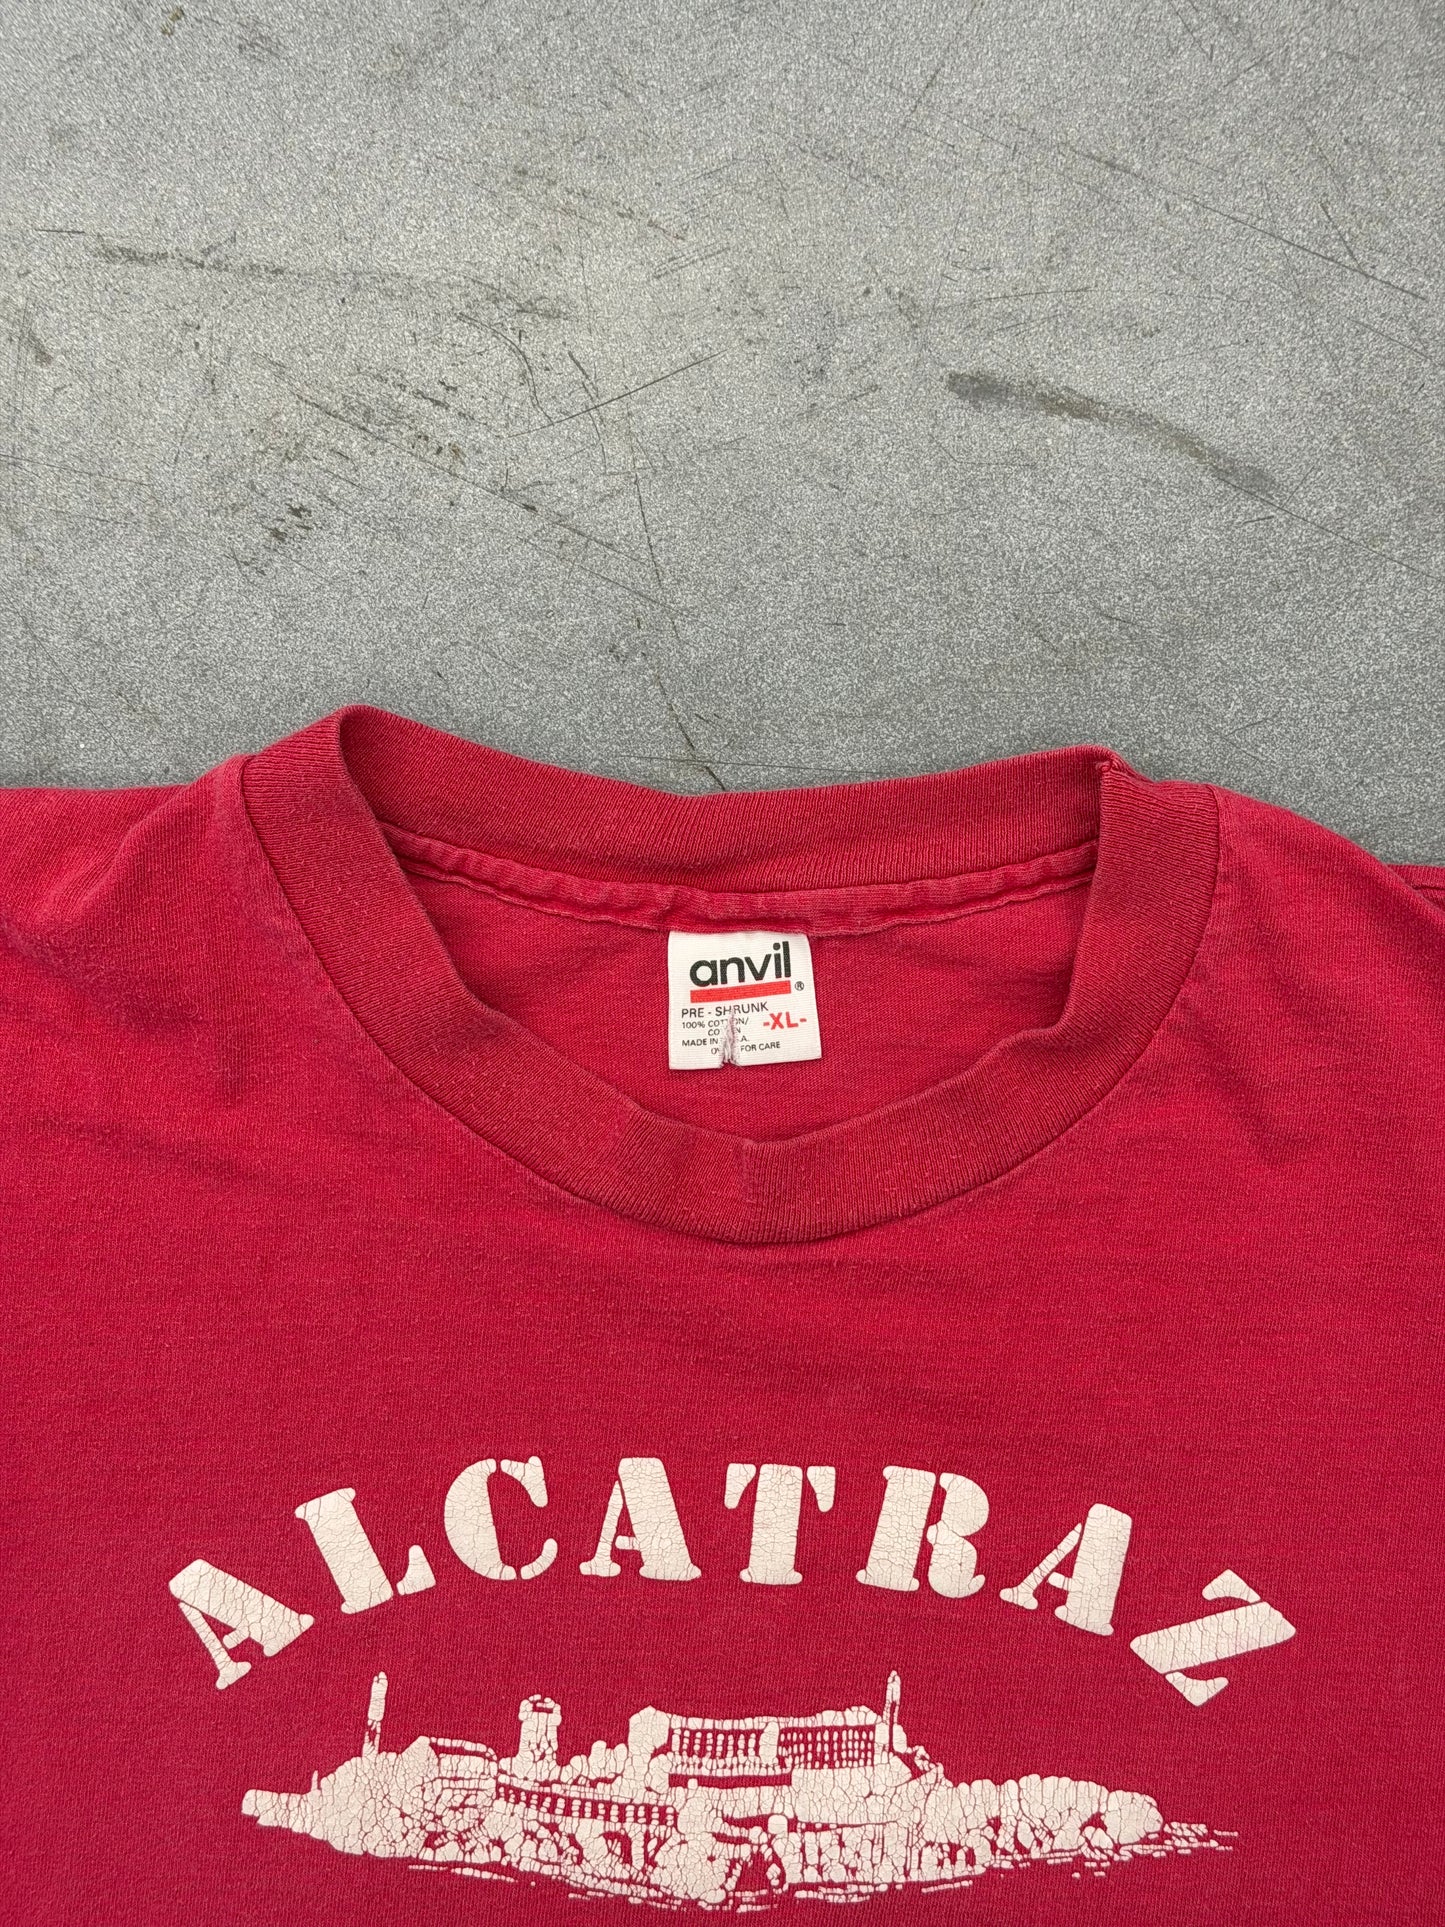 anvil®
PRE - SHRUNK
100% COTTON/ -XL-
MADE IN
FOR CARE
ALCATRAZ